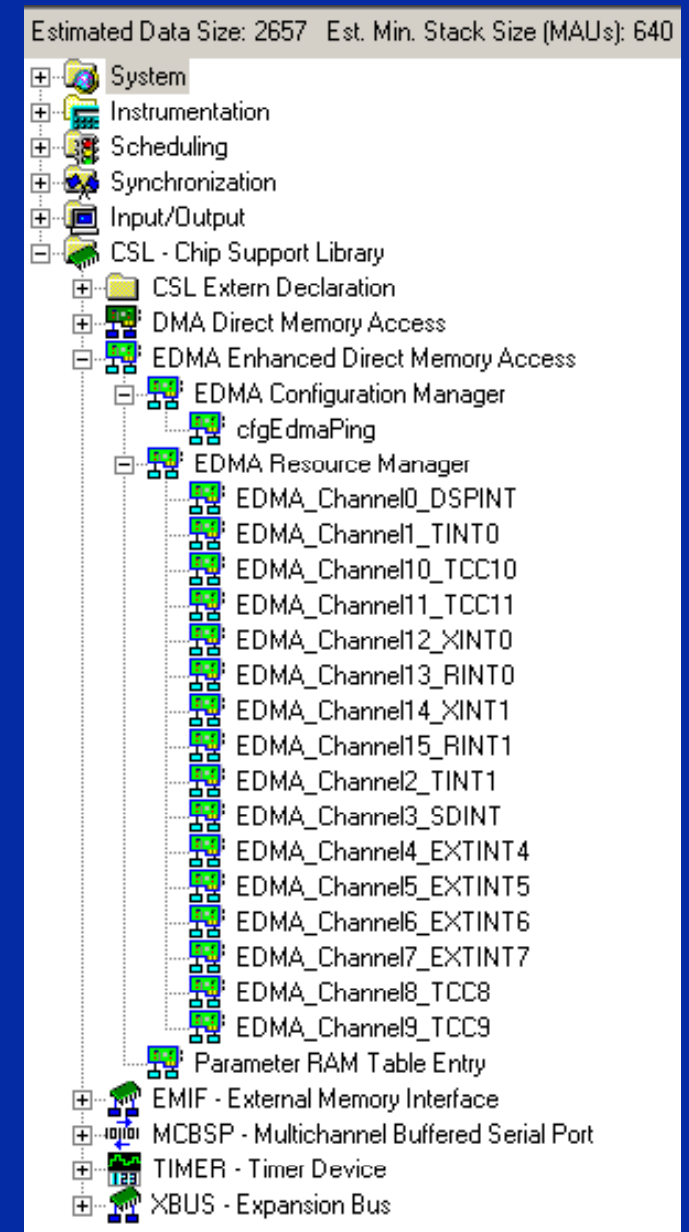 Estimated Data Size: 2657 Est. Min. Stack Size (MAUs): 640
System
Instrumentation
Scheduling
Synchronization
Input/Output
CSL - Chip Support Library
CSL Extern Declaration
DMA Direct Memory Access
EDMA Enhanced Direct Memory Access
EDMA Configuration Manager
cfgEdmaPing
EDMA Resource Manager
EDMA_Channel0_DSPINT
EDMA_Channel1_TINT0
EDMA_Channel10_TCC10
EDMA_Channel11_TCC11
EDMA_Channel12_XINT0
EDMA_Channel13_RINT0
EDMA_Channel14_XINT1
EDMA_Channel15_RINT1
EDMA_Channel2_TINT1
EDMA_Channel3_SDINT
EDMA_Channel4_EXTINT4
EDMA_Channel5_EXTINT5
EDMA_Channel6_EXTINT6
EDMA_Channel7_EXTINT7
EDMA_Channel8_TCC8
EDMA_Channel9_TCC9
Parameter RAM Table Entry
EMIF - External Memory Interface
MCBSP - Multichannel Buffered Serial Port
TIMER - Timer Device
XBUS - Expansion Bus